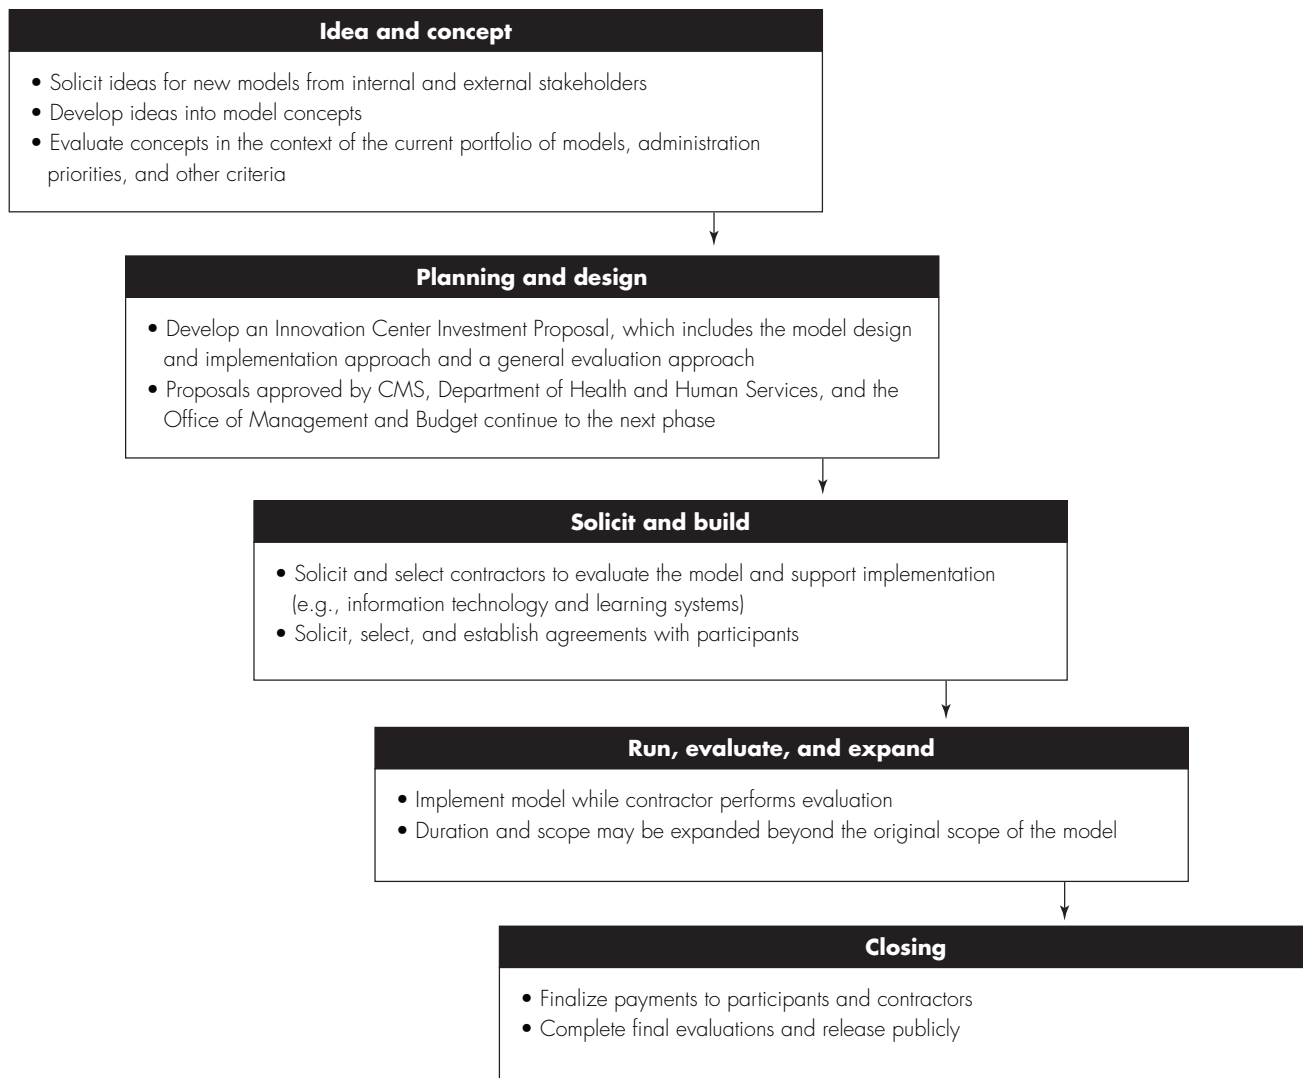 Idea and concept
• Solicit ideas for new models from internal and external stakeholders
• Develop ideas into model concepts
• Evaluate concepts in the context of the current portfolio of models, administration
priorities, and other criteria
Planning and design
• Develop an Innovation Center Investment Proposal, which includes the model design
and implementation approach and a general evaluation approach
• Proposals approved by CMS, Department of Health and Human Services, and the
Office of Management and Budget continue to the next phase
Solicit and build
• Solicit and select contractors to evaluate the model and support implementation
(e.g., information technology and learning systems)
• Solicit, select, and establish agreements with participants
Run, evaluate, and expand
• Implement model while contractor performs evaluation
• Duration and scope may be expanded beyond the original scope of the model
Closing
• Finalize payments to participants and contractors
• Complete final evaluations and release publicly